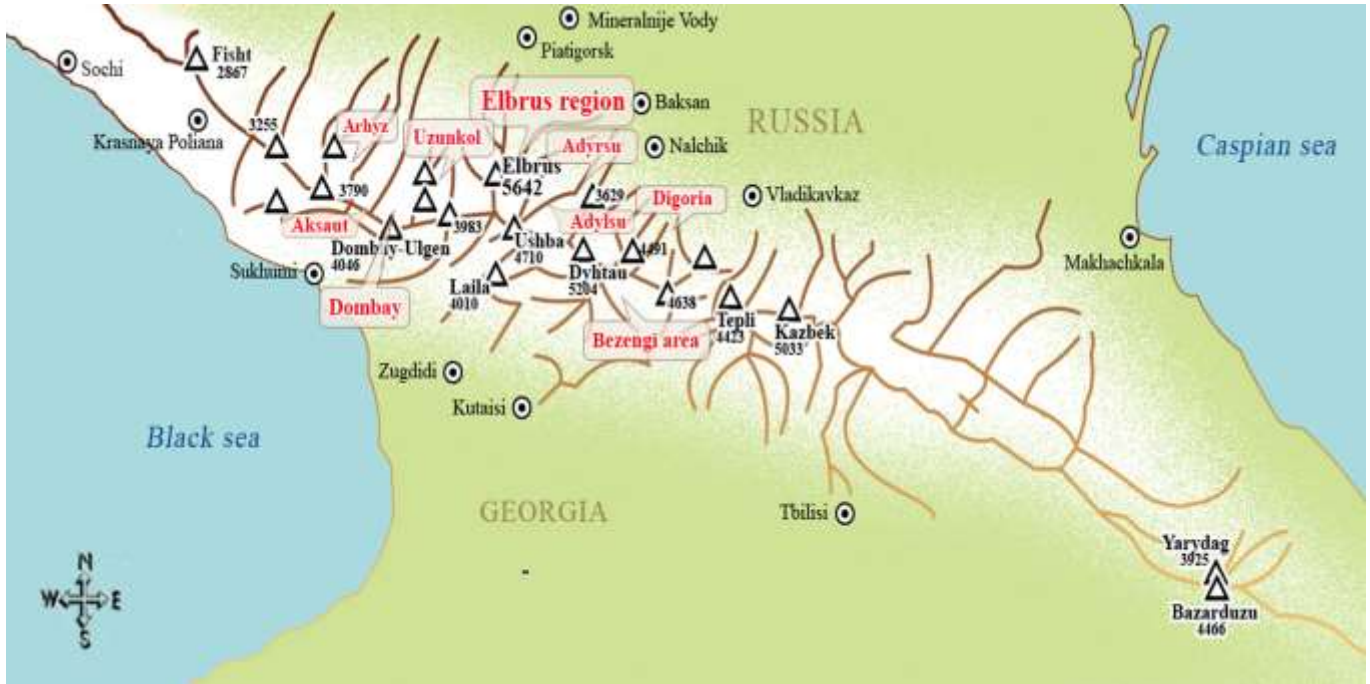 Mineralnije Vody
Piatigorsk
Fisht
2867
Sochi
Elbrus region
Baksan
RUSSIA
Krasnaya Poliana
3255
Arhyz
Uzunkol
Adyrsu
Nalchik
Caspian sea
Elbrus
5642
3790
3629
Digoria
Vladikavkaz
Aksaut
3983
Adylsu
Dombay-Ulgen
4046
Ushba
4710
4491
Makhachkala
Sukhumi
Dyhtau
5204
Laila
4010
4638
Dombay
Tepli
4423
Kazbek
5033
Bezengi area
Zugdidi
Kutaisi
Black sea
GEORGIA
Tbilisi
Yarydag
3925
Bazarduzu
4466
N
W E
S